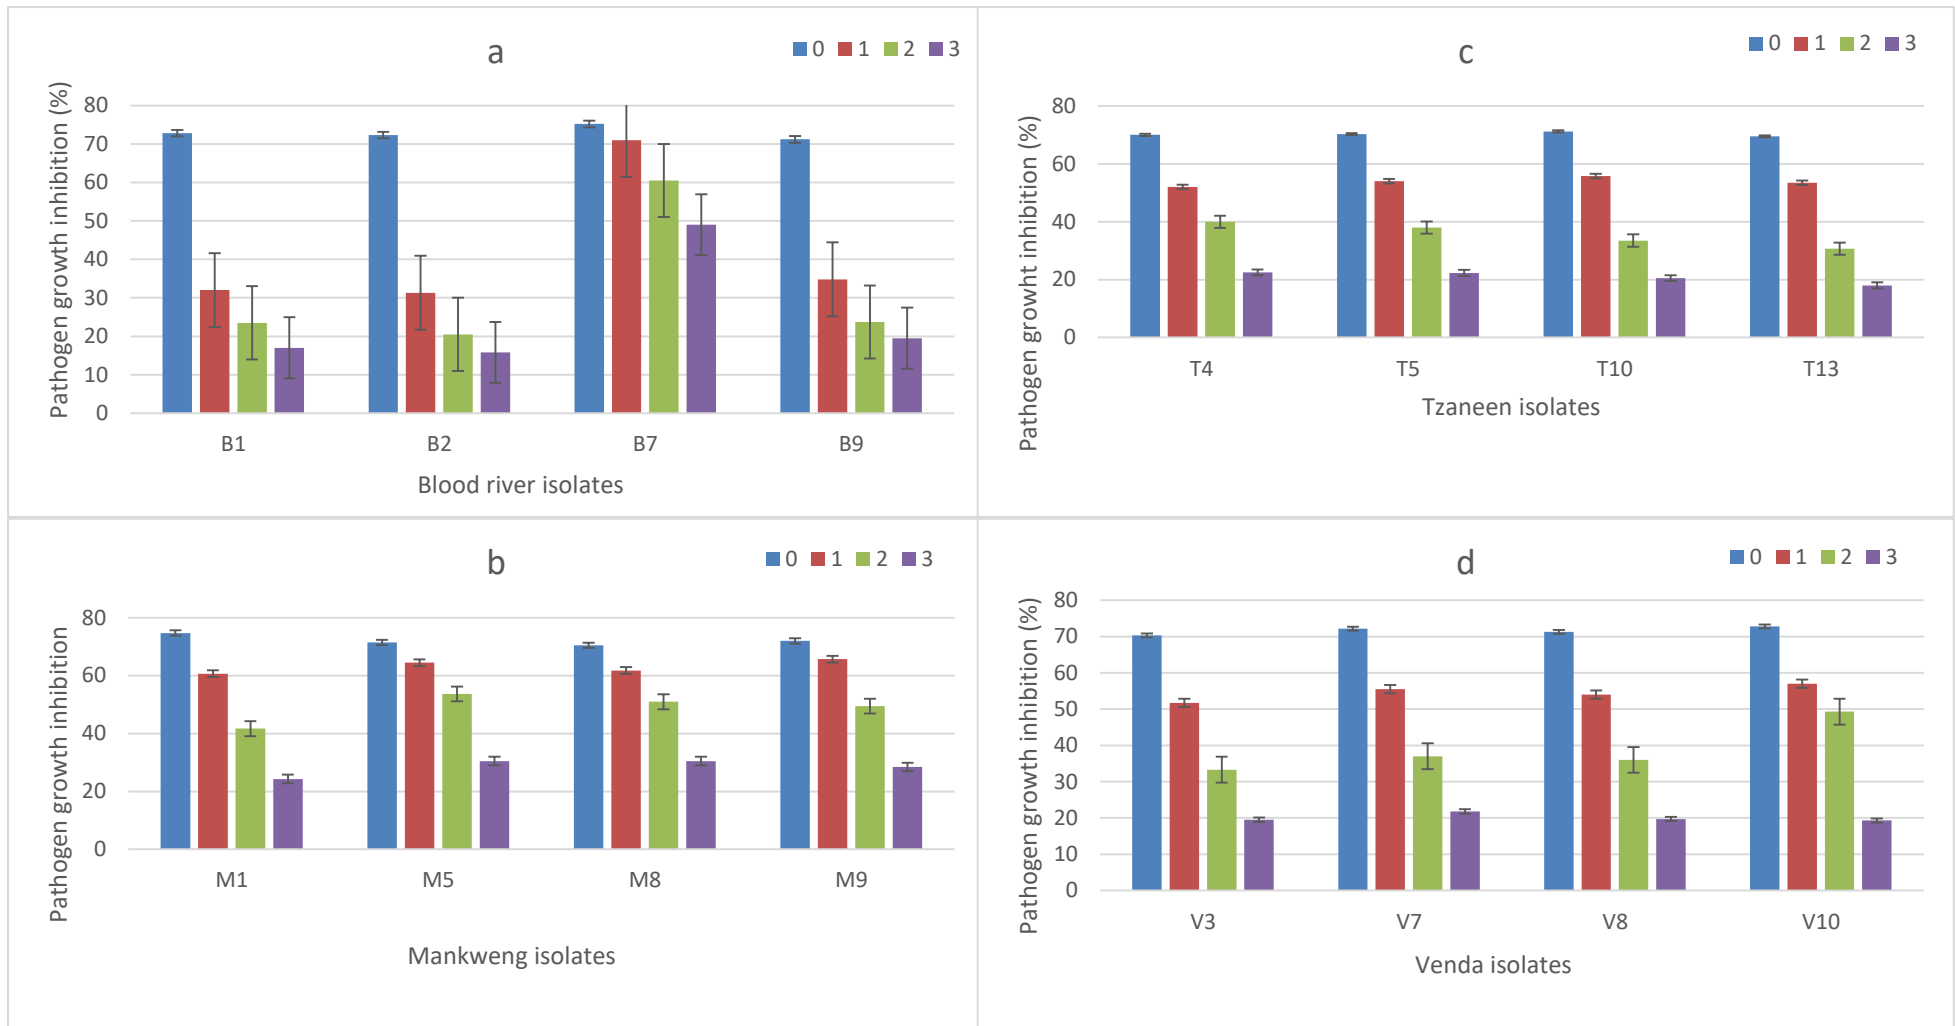 a
0 1 2 3
Pathogen growth inhibition (%)
80
70
60
50
40
30
20
10
0
B1 B2 B7 B9
Blood river isolates
c
0 1 2 3
Pathogen growht inhibition (%)
80
60
40
20
0
T4 T5 T10 T13
Tzaneen isolates
b
0 1 2 3
Pathogen growth inhibition
80
60
40
20
0
M1 M5 M8 M9
Mankweng isolates
d
0 1 2 3
Pathogen growth inhibition (%)
80
70
60
50
40
30
20
10
0
V3 V7 V8 V10
Venda isolates